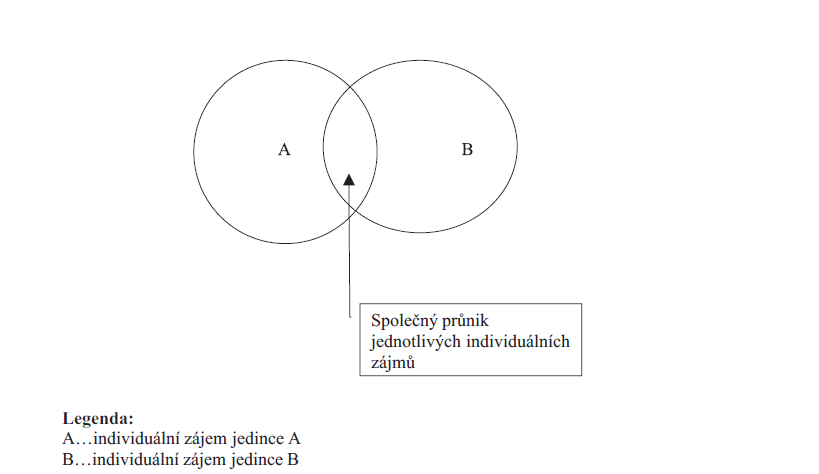 A
B
Společný průnik
jednotlivých individuálních
zájmů
Legenda:
A…individuální zájem jedince A
B…individuální zájem jedince B